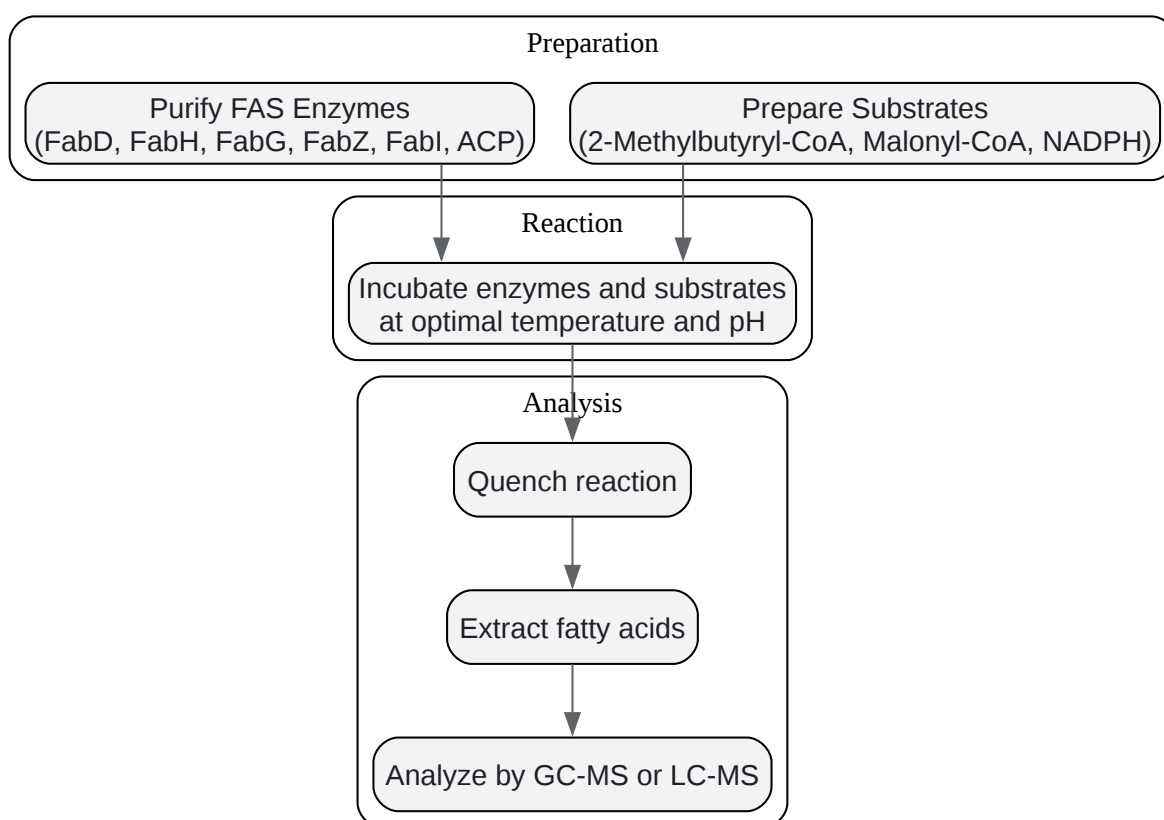 Preparation
Purify FAS Enzymes
(FabD, FabH, FabG, FabZ, FabI, ACP)
Prepare Substrates
(2-Methylbutyryl-CoA, Malonyl-CoA, NADPH)
Reaction
Incubate enzymes and substrates
at optimal temperature and pH
Analysis
Quench reaction
Extract fatty acids
Analyze by GC-MS or LC-MS